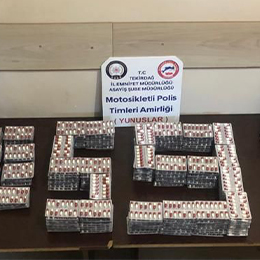 T.C
TEKİRDAĞ
İL EMNİYET MÜDÜRLÜĞÜ
ASAYİŞ ŞUBE MÜDÜRLÜĞÜ
Motosikletli Polis
Timleri Amirliği
( YUNUSLAR )